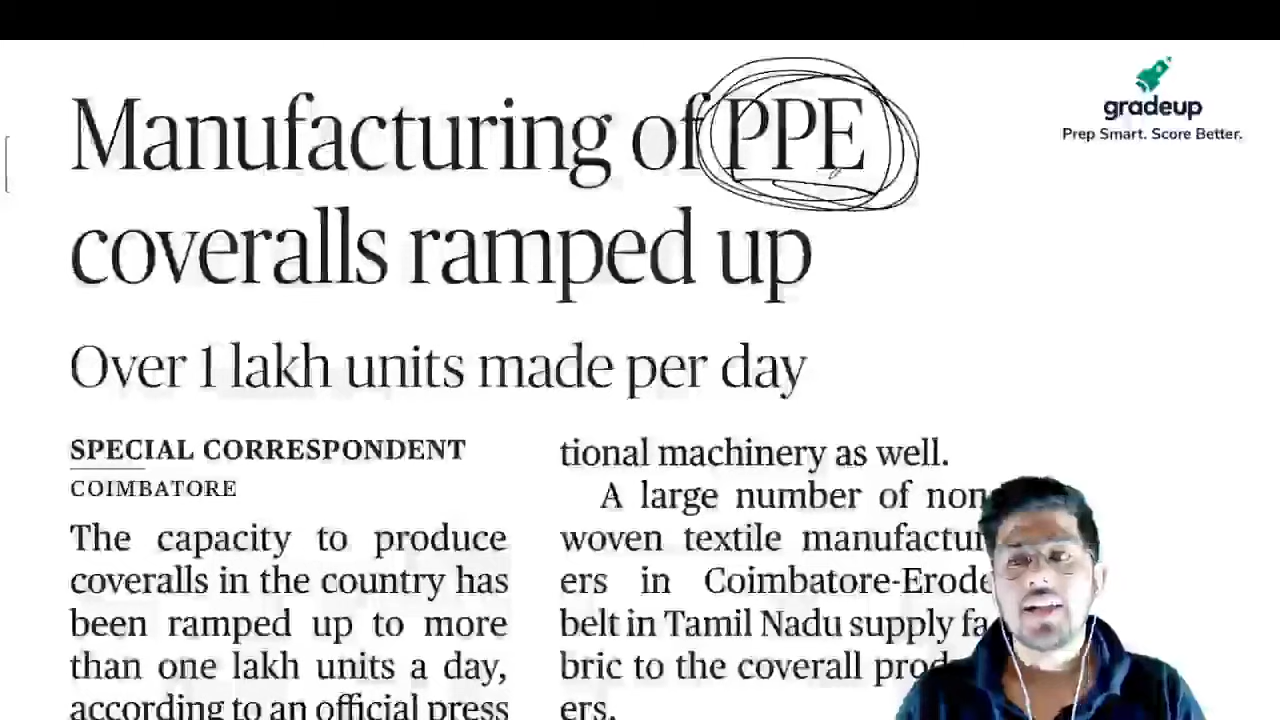 Manufacturing of PPE
coveralls ramped up
Over 1 lakh units made per day
SPECIAL CORRESPONDENT
COIMBATORE
The capacity to produce
coveralls in the country has
been ramped up to more
than one lakh units a day,
according to an official press
tional machinery as well.
A large number of non-
woven textile manufactur
ers in Coimbatore-Erode
belt in Tamil Nadu supply fa
bric to the coverall prod
ers.
gradeup
Prep Smart. Score Better.